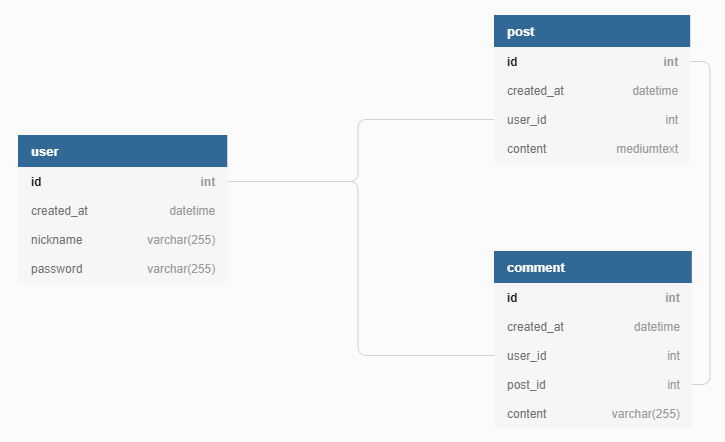 user
id int
created_at datetime
nickname varchar(255)
password varchar(255)
post
id int
created_at datetime
user_id int
content mediumtext
comment
id int
created_at datetime
user_id int
post_id int
content varchar(255)